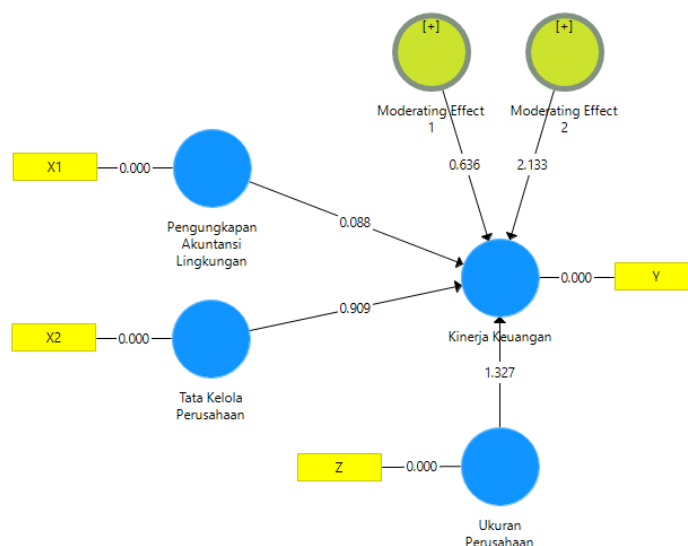 [+]
[+]
Moderating Effect
1
Moderating Effect
2
0.636
2.133
X1
0.000
Pengungkapan
Akuntansi
Lingkungan
0.088
0.000
Y
Kinerja Keuangan
X2
0.000
0.909
Tata Kelola
Perusahaan
1.327
Z
0.000
Ukuran
Perusahaan